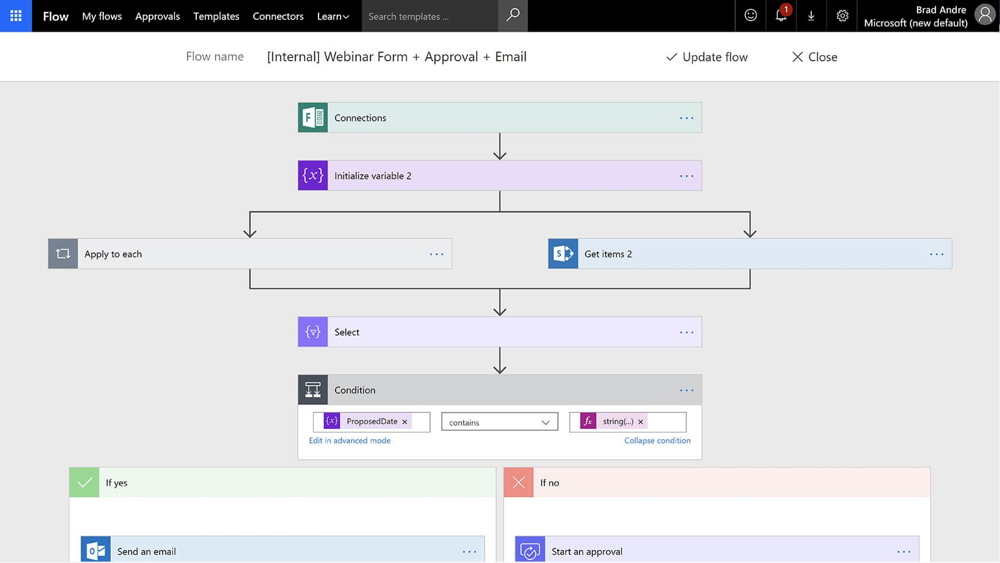 Flow My flows Approvals Templates Connectors Learn Search templates ... 1 Brad Andre
Microsoft (new default)
Flow name [Internal] Webinar Form + Approval + Email Update flow Close
F Connections ...
{x} Initialize variable 2 ...
Apply to each ... S Get items 2 ...
Select ...
Condition ...
{x} ProposedDate × contains fx string(...) ×
Edit in advanced mode Collapse condition
If yes If no
O Send an email ... Start an approval ...